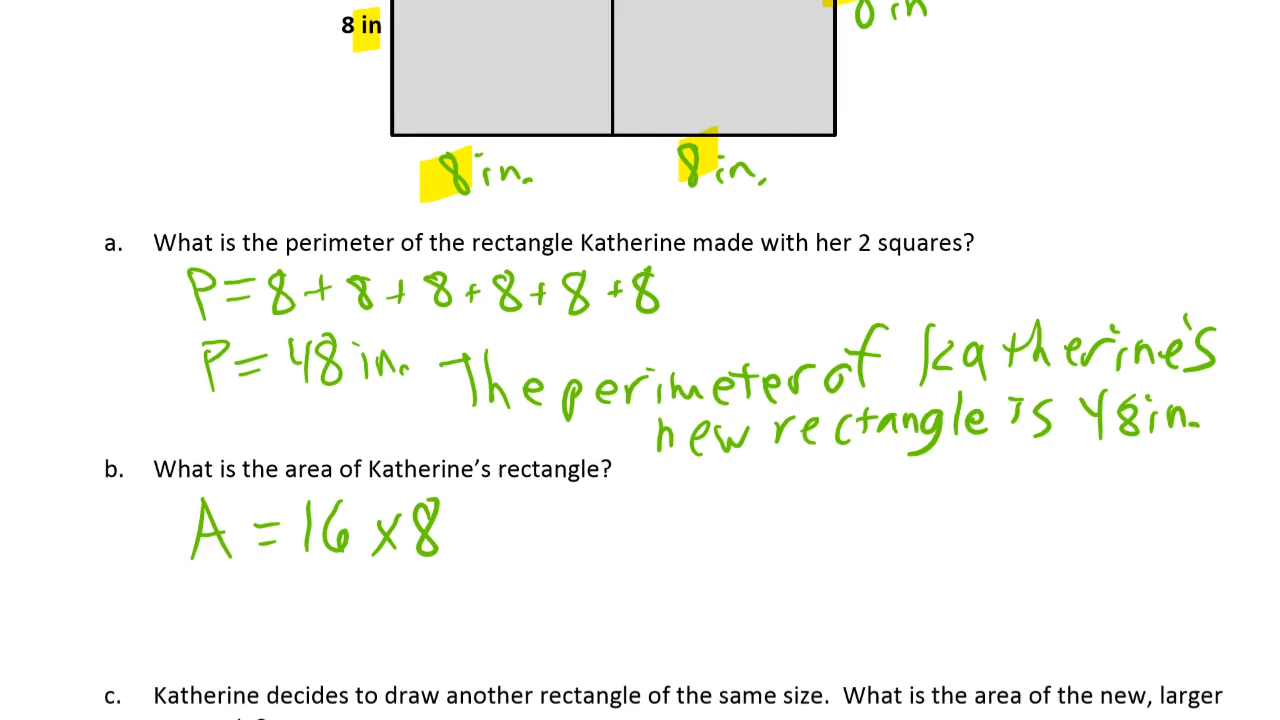 8 in
8 in
8 in.
8 in.
a. What is the perimeter of the rectangle Katherine made with her 2 squares?
P = 8 + 8 + 8 + 8 + 8 + 8
P = 48 in. The perimeter of Katherine's
new rectangle is 48 in.
b. What is the area of Katherine's rectangle?
A = 16 x 8
c. Katherine decides to draw another rectangle of the same size. What is the area of the new, larger